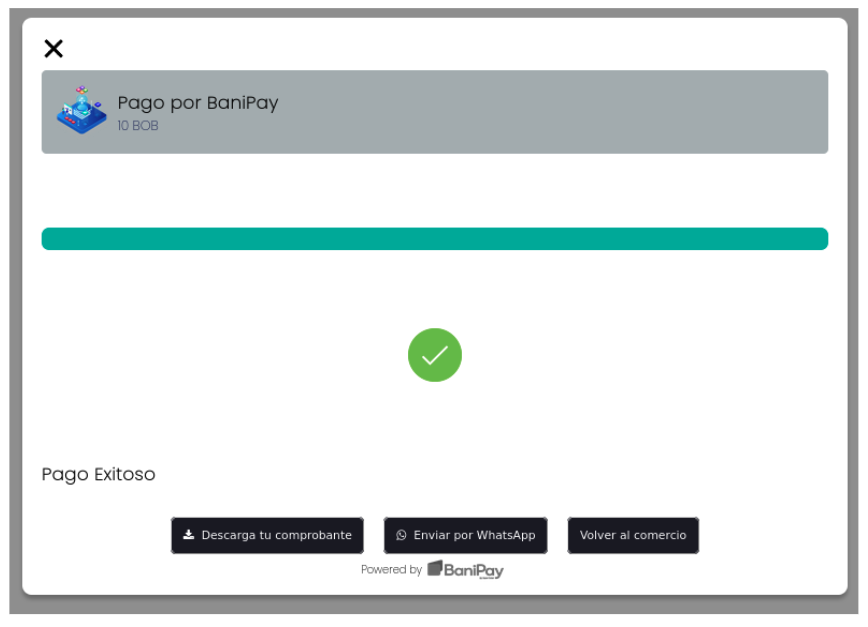 Pago por BaniPay
10 BOB
Pago Exitoso
Descarga tu comprobante
Enviar por WhatsApp
Volver al comercio
Powered by BaniPay